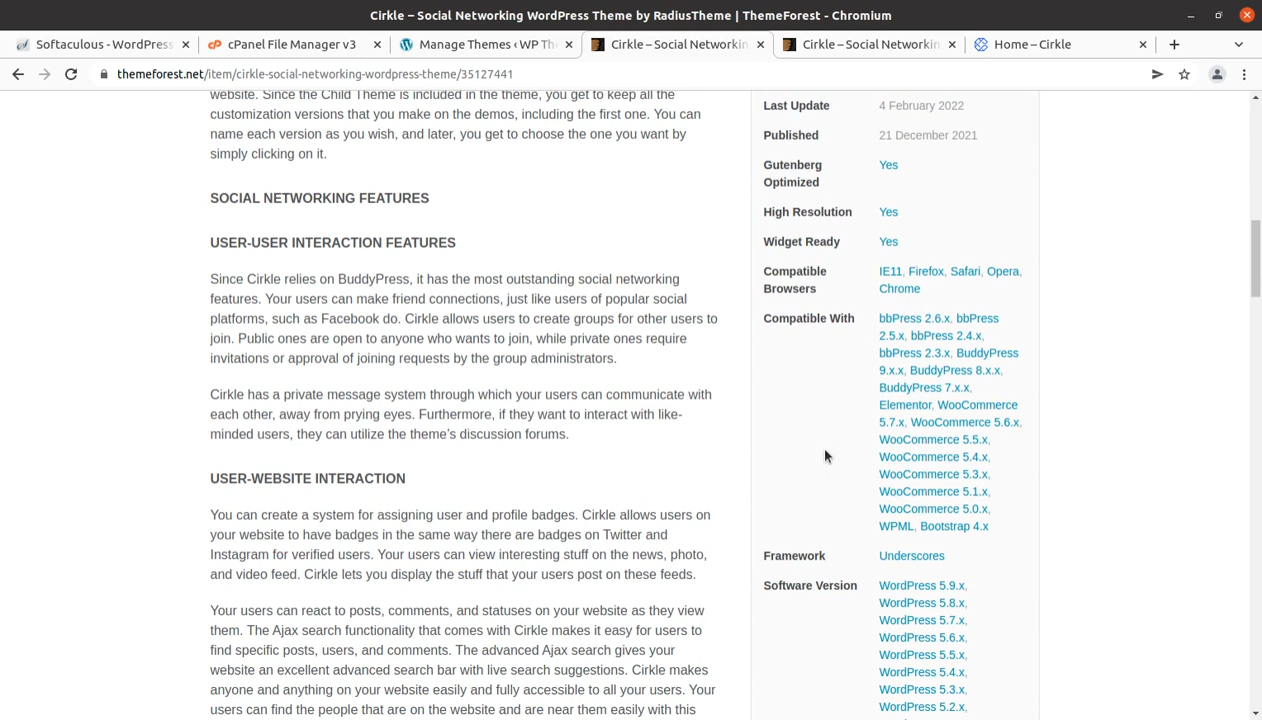 Cirkle – Social Networking WordPress Theme by RadiusTheme | ThemeForest - Chromium
Softaculous - WordPress
cPanel File Manager v3
Manage Themes ‹ WP Th
Cirkle – Social Networkin
Cirkle – Social Networkin
Home – Cirkle
themeforest.net/item/cirkle-social-networking-wordpress-theme/35127441
website. Since the Child Theme is included in the theme, you get to keep all the
customization versions that you make on the demos, including the first one. You can
name each version as you wish, and later, you get to choose the one you want by
simply clicking on it.
SOCIAL NETWORKING FEATURES
USER-USER INTERACTION FEATURES
Since Cirkle relies on BuddyPress, it has the most outstanding social networking
features. Your users can make friend connections, just like users of popular social
platforms, such as Facebook do. Cirkle allows users to create groups for other users to
join. Public ones are open to anyone who wants to join, while private ones require
invitations or approval of joining requests by the group administrators.
Cirkle has a private message system through which your users can communicate with
each other, away from prying eyes. Furthermore, if they want to interact with like-
minded users, they can utilize the theme's discussion forums.
USER-WEBSITE INTERACTION
You can create a system for assigning user and profile badges. Cirkle allows users on
your website to have badges in the same way there are badges on Twitter and
Instagram for verified users. Your users can view interesting stuff on the news, photo,
and video feed. Cirkle lets you display the stuff that your users post on these feeds.
Your users can react to posts, comments, and statuses on your website as they view
them. The Ajax search functionality that comes with Cirkle makes it easy for users to
find specific posts, users, and comments. The advanced Ajax search gives your
website an excellent advanced search bar with live search suggestions. Cirkle makes
anyone and anything on your website easily and fully accessible to all your users. Your
users can find the people that are on the website and are near them easily with this
Last Update 4 February 2022
Published 21 December 2021
Gutenberg Yes
Optimized
High Resolution Yes
Widget Ready Yes
Compatible IE11, Firefox, Safari, Opera,
Browsers Chrome
Compatible With bbPress 2.6.x, bbPress
2.5.x, bbPress 2.4.x,
bbPress 2.3.x, BuddyPress
9.x.x, BuddyPress 8.x.x,
BuddyPress 7.x.x,
Elementor, WooCommerce
5.7.x, WooCommerce 5.6.x,
WooCommerce 5.5.x,
WooCommerce 5.4.x,
WooCommerce 5.3.x,
WooCommerce 5.1.x,
WooCommerce 5.0.x,
WPML, Bootstrap 4.x
Framework Underscores
Software Version WordPress 5.9.x,
WordPress 5.8.x,
WordPress 5.7.x,
WordPress 5.6.x,
WordPress 5.5.x,
WordPress 5.4.x,
WordPress 5.3.x,
WordPress 5.2.x,